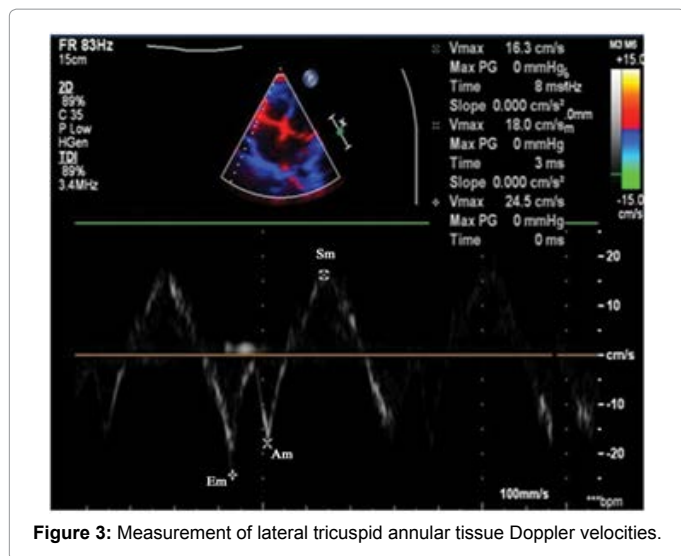 FR 83Hz
15cm
2D
89%
C 35
P Low
HGen
TDI
89%
3.4MHz
Vmax 16.3 cm/s
Max PG 0 mmHg
Time 8 ms
Slope 0.000 cm/s²
Vmax 18.0 cm/s
Max PG 0 mmHg
Time 3 ms
Slope 0.000 cm/s²
Vmax 24.5 cm/s
Max PG 0 mmHg
Time 0 ms
M3 M6
+15.0
-15.0
cm/s
Sm
20
10
cm/s
-10
-20
Am
Em
100mm/s
***bpm
Figure 3: Measurement of lateral tricuspid annular tissue Doppler velocities.